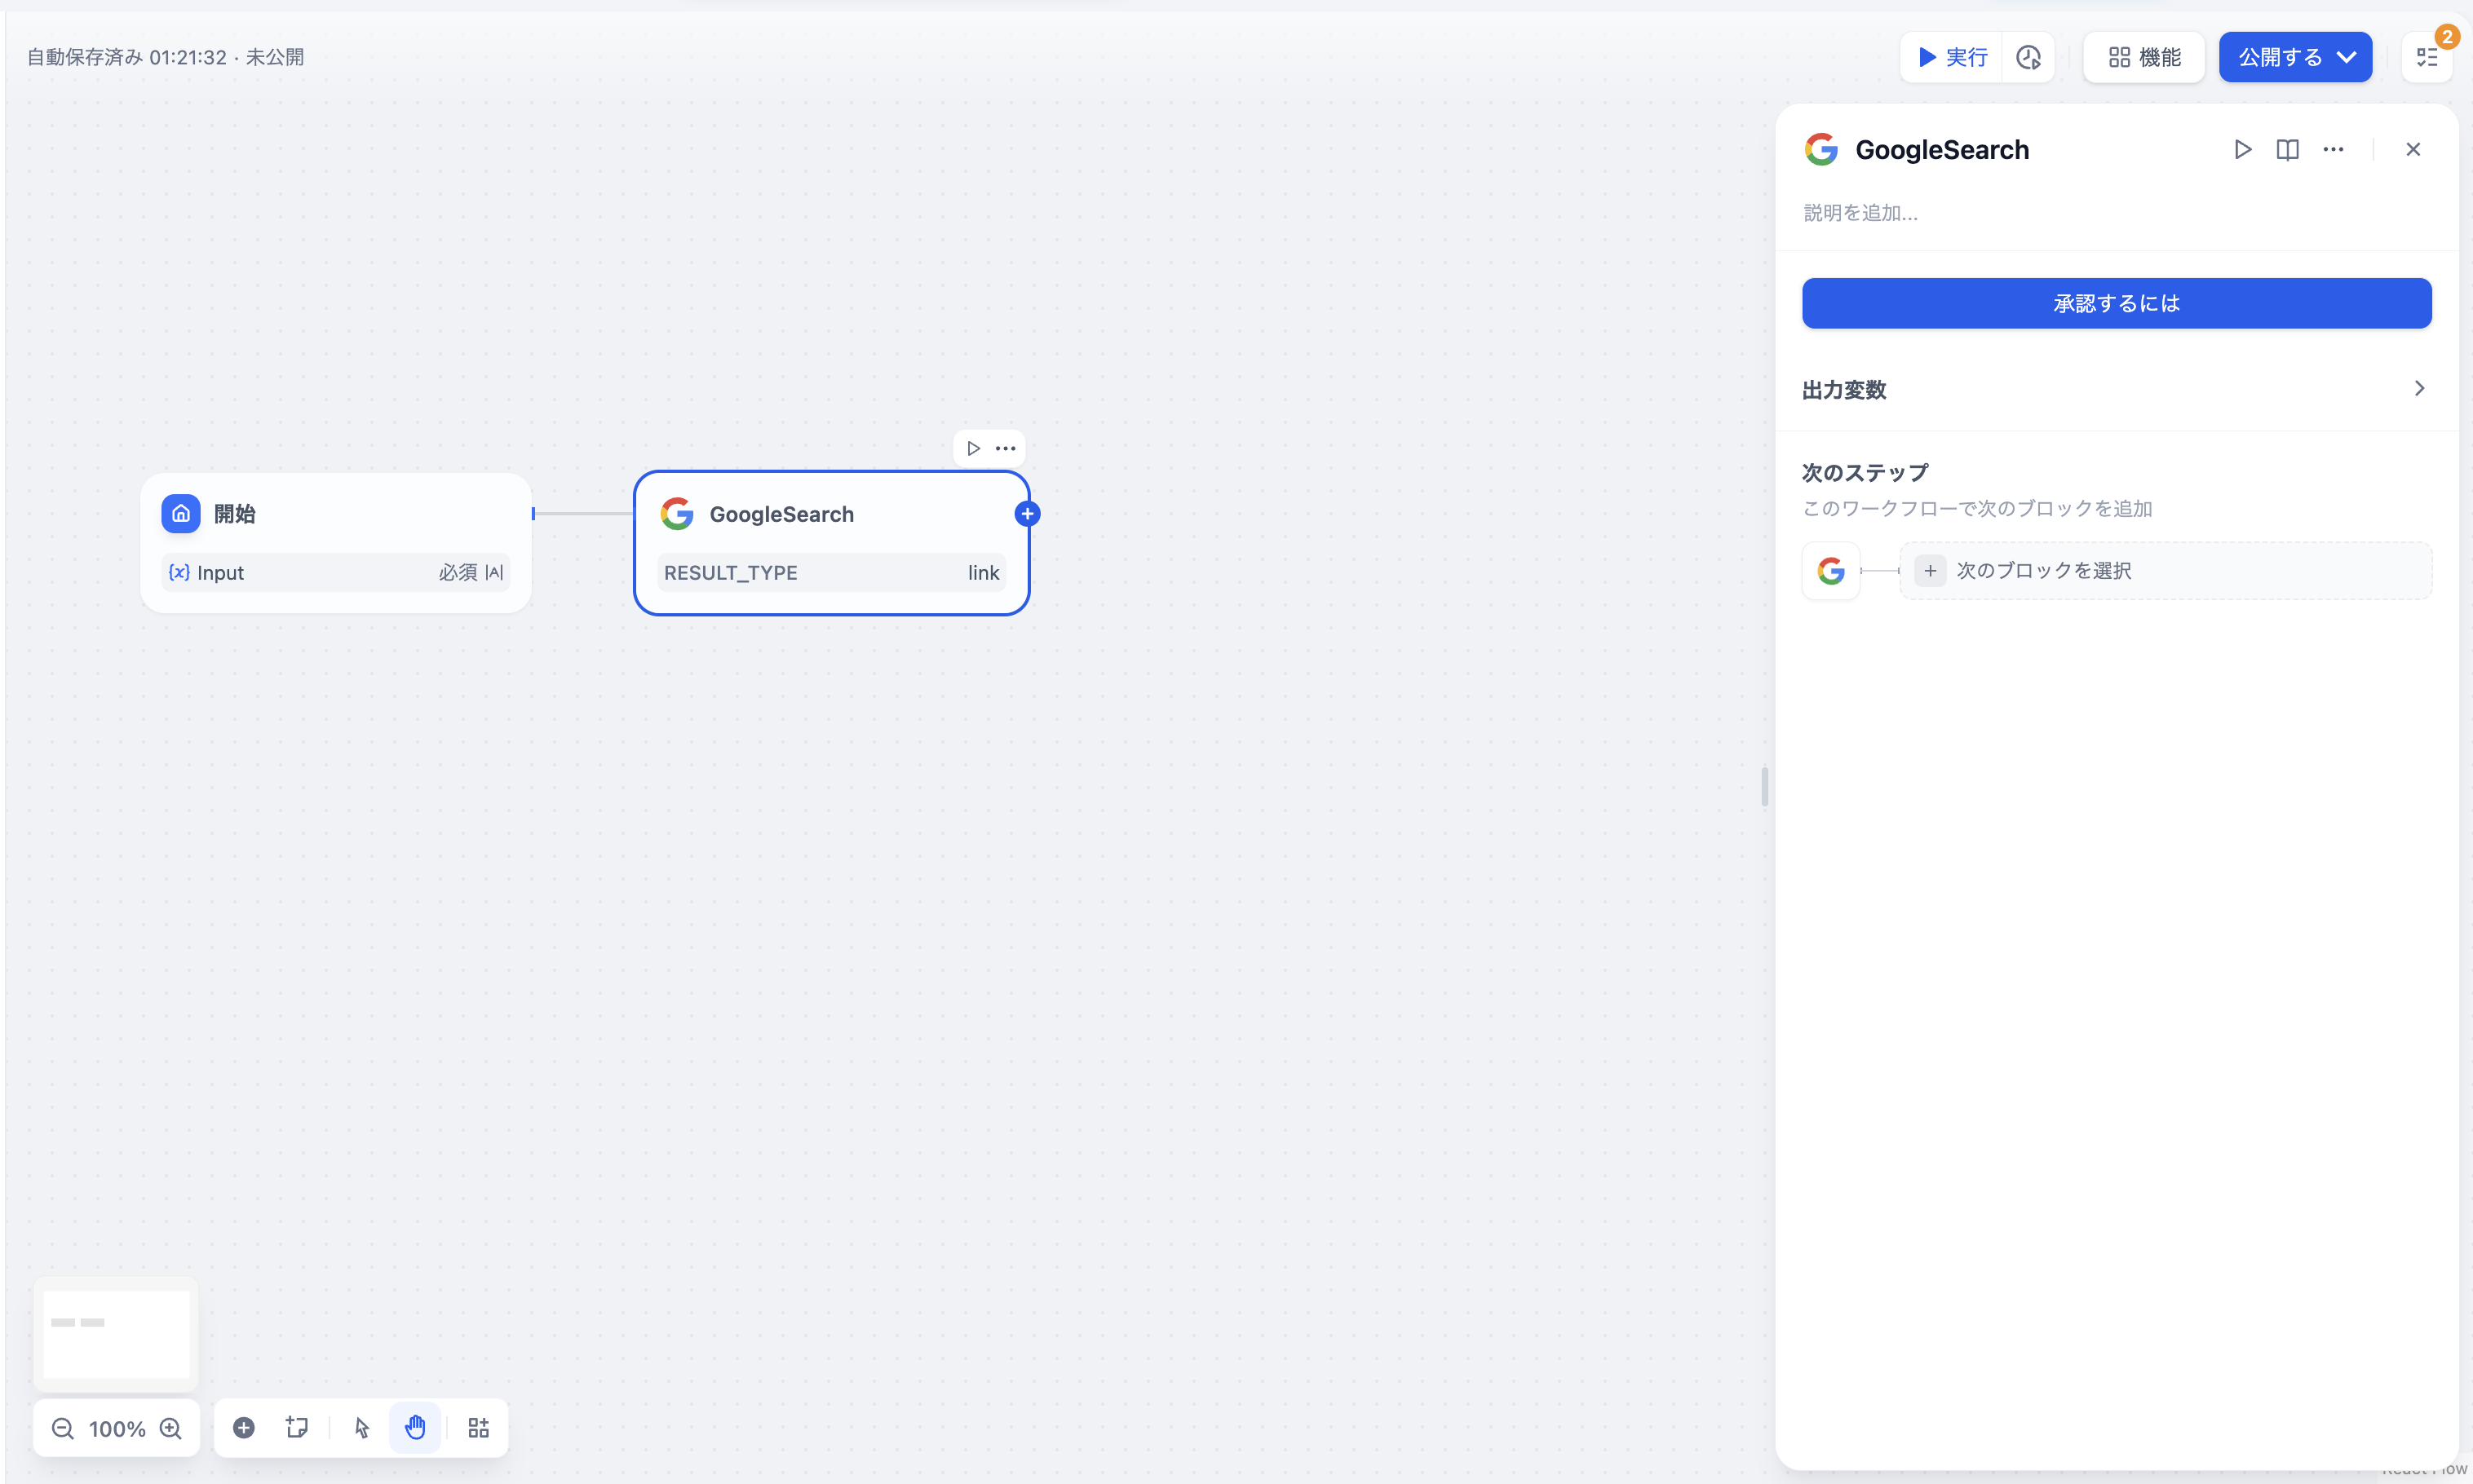 自動保存済み 01:21:32 · 未公開
実行
機能
公開する
2
GoogleSearch
説明を追加...
承認するには
出力変数
次のステップ
このワークフローで次のブロックを追加
次のブロックを選択
開始
{x} Input 必須 |A|
GoogleSearch
RESULT_TYPE link
100%
React Flow